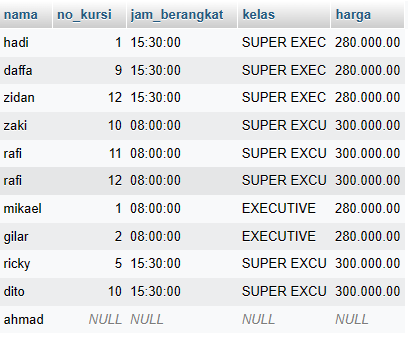 nama no_kursi jam_berangkat kelas harga
hadi 1 15:30:00 SUPER EXEC 280.000.00
daffa 9 15:30:00 SUPER EXEC 280.000.00
zidan 12 15:30:00 SUPER EXEC 280.000.00
zaki 10 08:00:00 SUPER EXCU 300.000.00
rafi 11 08:00:00 SUPER EXCU 300.000.00
rafi 12 08:00:00 SUPER EXCU 300.000.00
mikael 1 08:00:00 EXECUTIVE 280.000.00
gilar 2 08:00:00 EXECUTIVE 280.000.00
ricky 5 15:30:00 SUPER EXCU 300.000.00
dito 10 15:30:00 SUPER EXCU 300.000.00
ahmad NULL NULL NULL NULL